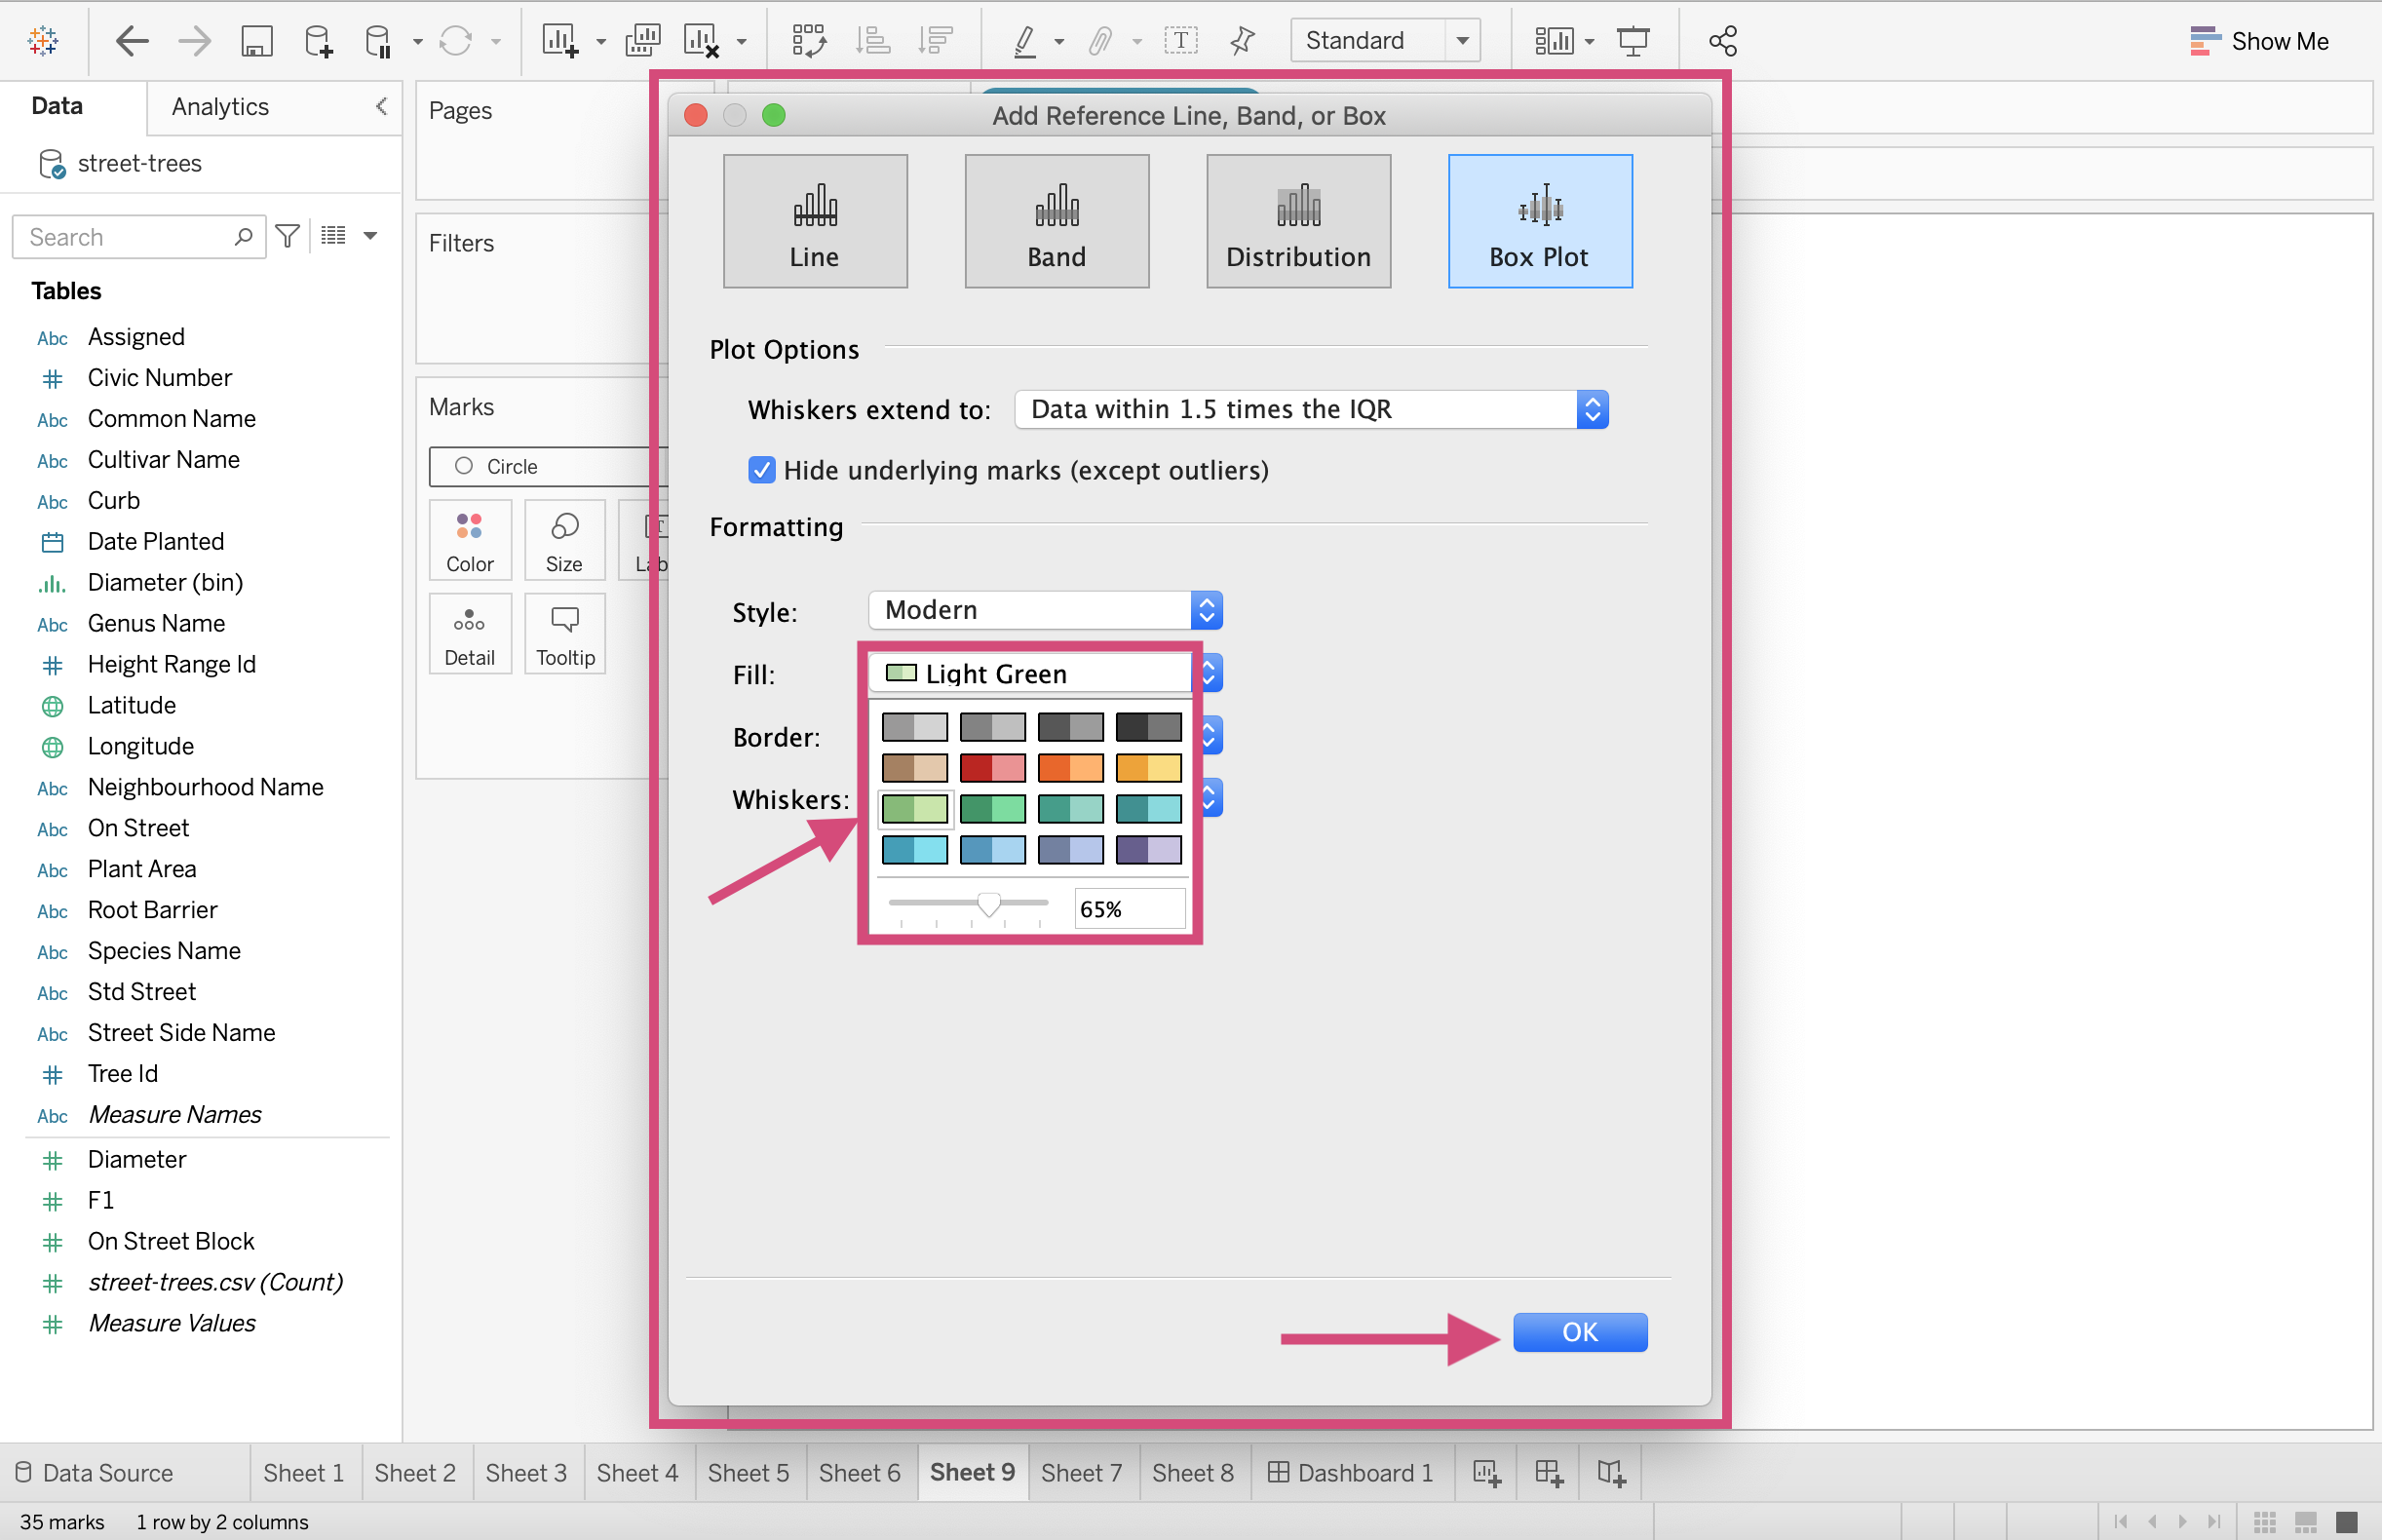 Standard
Show Me
Data
Analytics
street-trees
Search
Tables
Abc Assigned
Civic Number
Abc Common Name
Abc Cultivar Name
Abc Curb
Date Planted
Diameter (bin)
Abc Genus Name
Height Range Id
Latitude
Longitude
Abc Neighbourhood Name
Abc On Street
Abc Plant Area
Abc Root Barrier
Abc Species Name
Abc Std Street
Abc Street Side Name
Tree Id
Abc Measure Names
Diameter
F1
On Street Block
street-trees.csv (Count)
Measure Values
Pages
Filters
Marks
Circle
Color
Size
Lab
Detail
Tooltip
Add Reference Line, Band, or Box
Line
Band
Distribution
Box Plot
Plot Options
Whiskers extend to: Data within 1.5 times the IQR
Hide underlying marks (except outliers)
Formatting
Style: Modern
Fill: Light Green
Border:
Whiskers:
65%
OK
Data Source
Sheet 1
Sheet 2
Sheet 3
Sheet 4
Sheet 5
Sheet 6
Sheet 9
Sheet 7
Sheet 8
Dashboard 1
35 marks
1 row by 2 columns